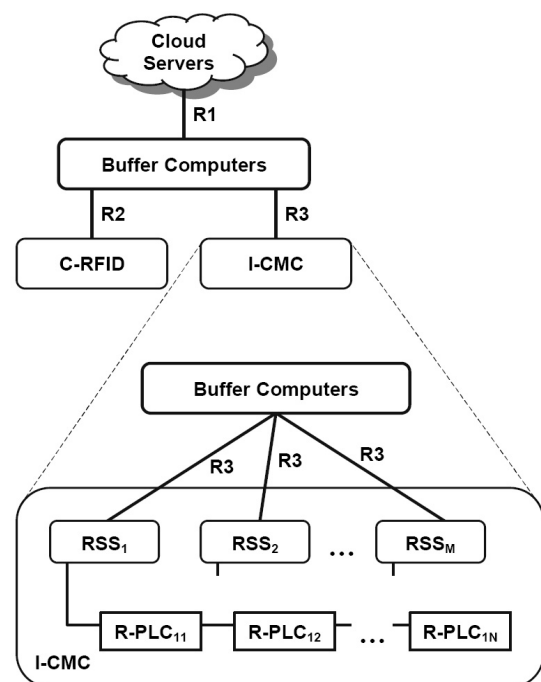 Cloud
Servers
R1
Buffer Computers
R2 R3
C-RFID I-CMC
Buffer Computers
R3 R3 R3
RSS₁ RSS₂ ... RSS_M
R-PLC₁₁ R-PLC₁₂ ... R-PLC₁N
I-CMC